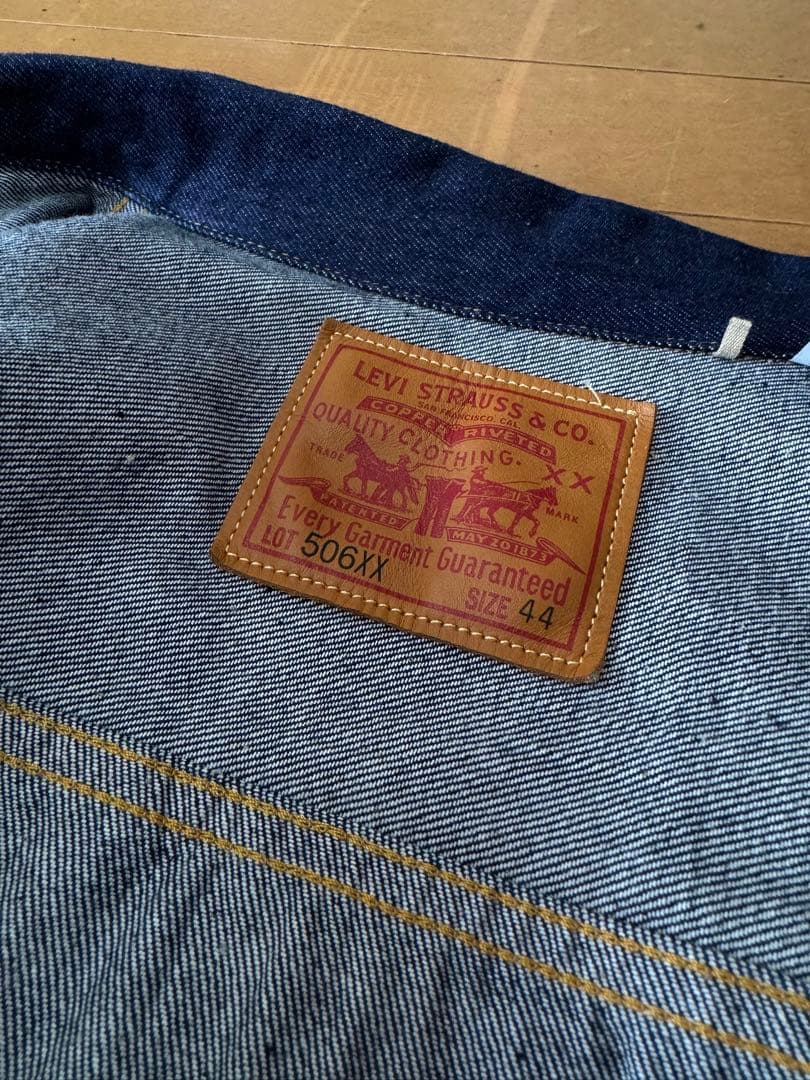 LEVI STRAUSS & CO.
SAN FRANCISCO, CAL.
COPPER RIVETED
QUALITY CLOTHING.
XX
TRADE MARK
PATENTED MAY 20 1873
Every Garment Guaranteed
LOT 506XX
SIZE 44